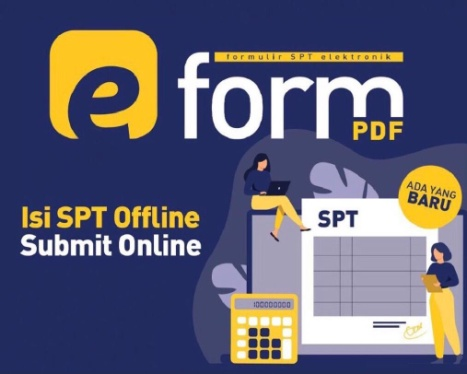 formulir SPT elektronik
e form
PDF
ADA YANG
BARU
Isi SPT Offline
Submit Online
SPT
100000000